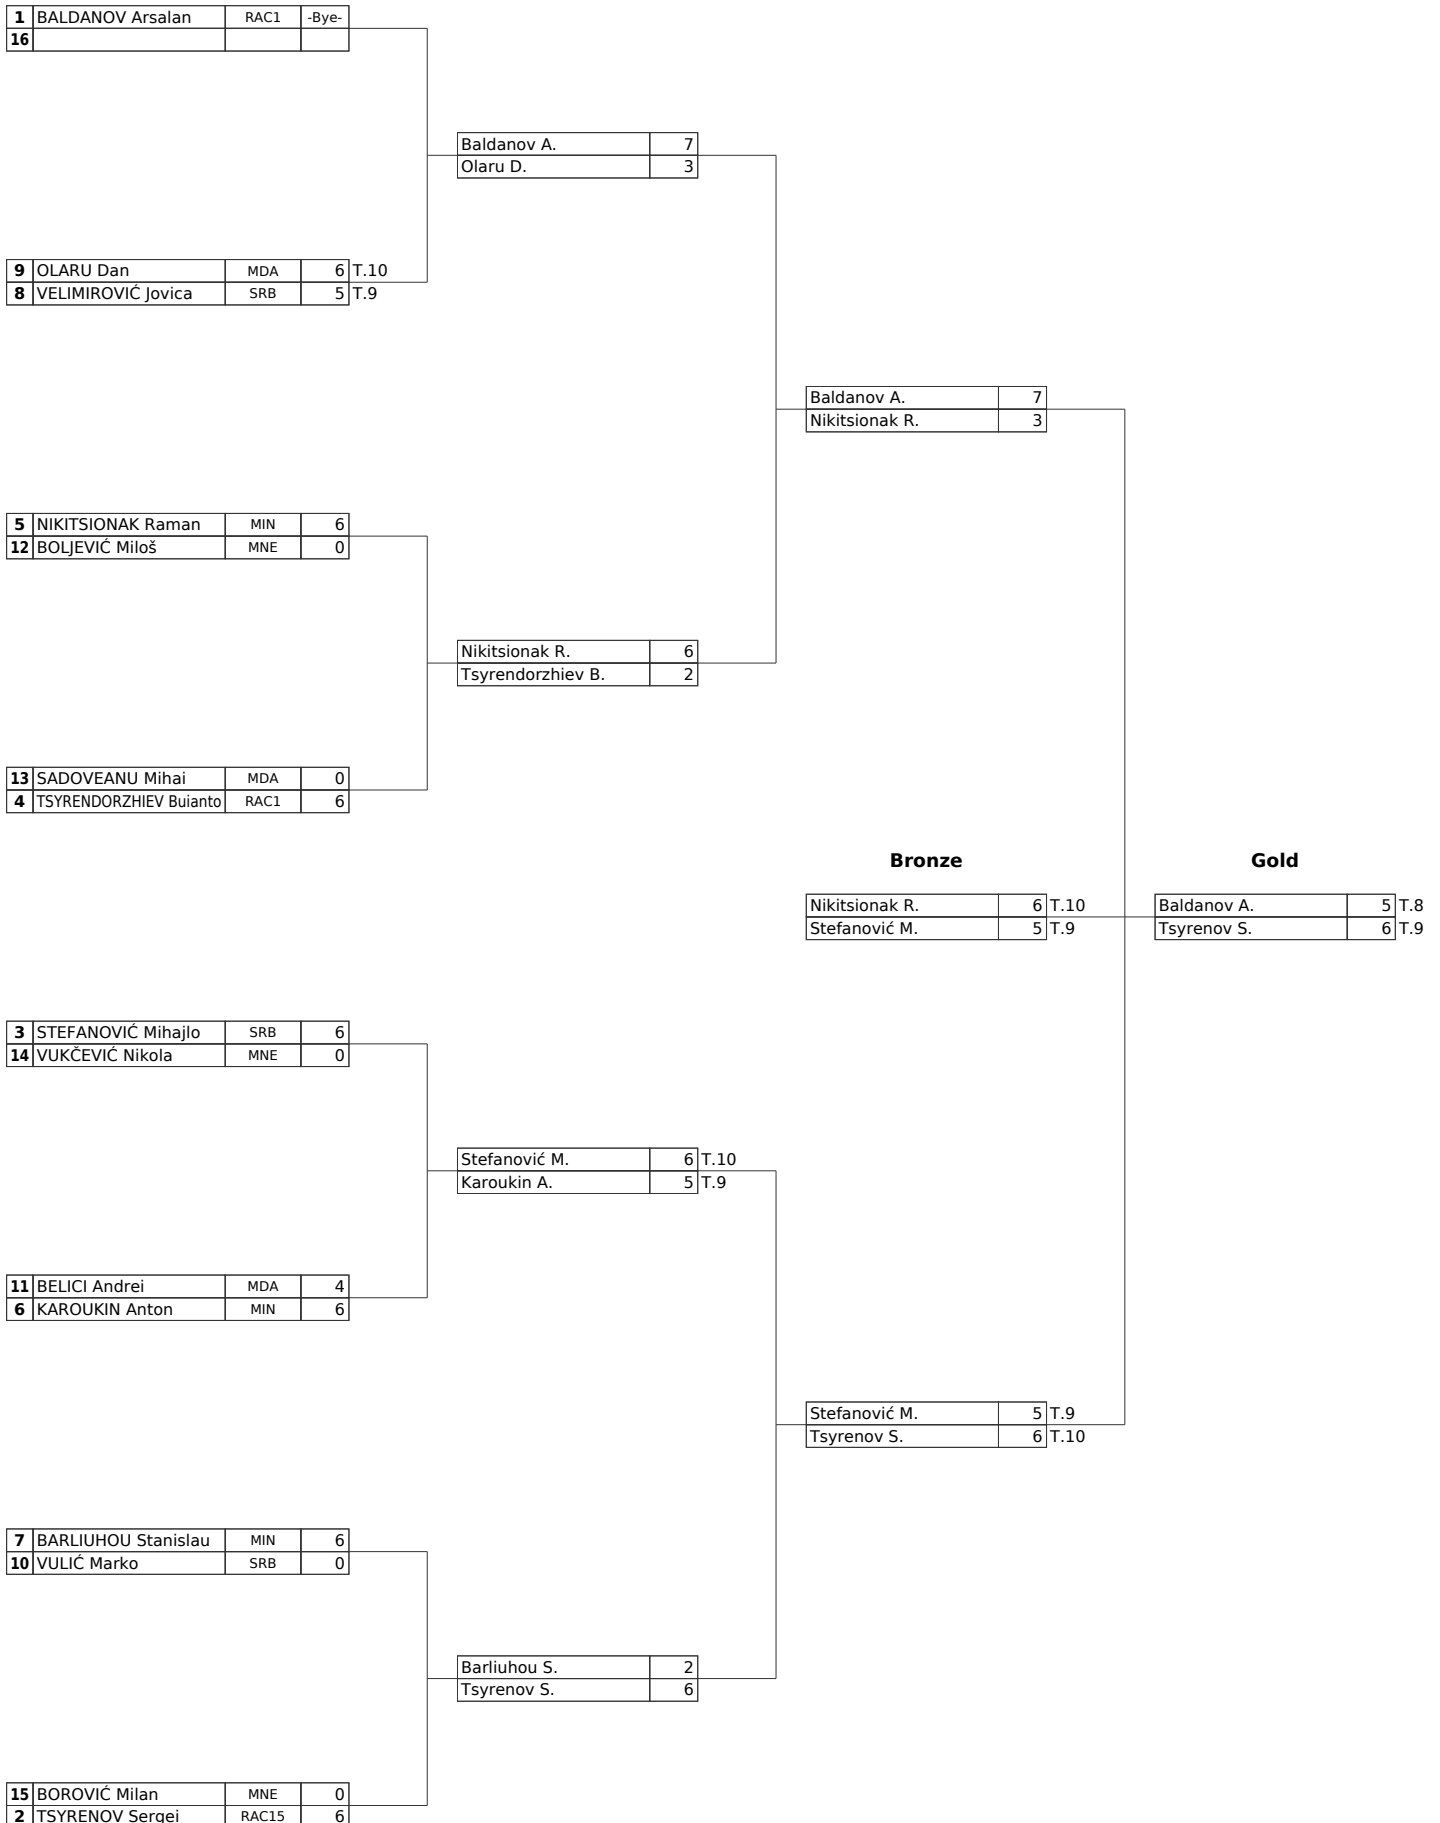 1 BALDANOV Arsalan RAC1 -Bye-
16
Baldanov A. 7
Olaru D. 3
9 OLARU Dan MDA 6 T.10
8 VELIMIROVIĆ Jovica SRB 5 T.9
Baldanov A. 7
Nikitsionak R. 3
5 NIKITSIONAK Raman MIN 6
12 BOLJEVIĆ Miloš MNE 0
Nikitsionak R. 6
Tsyrendorzhiev B. 2
13 SADOVEANU Mihai MDA 0
4 TSYRENDORZHIEV Buianto RAC1 6
Bronze Gold
Nikitsionak R. 6 T.10 Baldanov A. 5 T.8
Stefanović M. 5 T.9 Tsyrenov S. 6 T.9
3 STEFANOVIĆ Mihajlo SRB 6
14 VUKČEVIĆ Nikola MNE 0
Stefanović M. 6 T.10
Karoukin A. 5 T.9
11 BELICI Andrei MDA 4
6 KAROUKIN Anton MIN 6
Stefanović M. 5 T.9
Tsyrenov S. 6 T.10
7 BARLIUHOU Stanislau MIN 6
10 VULIĆ Marko SRB 0
Barliuhou S. 2
Tsyrenov S. 6
15 BOROVIĆ Milan MNE 0
2 TSYRENOV Sergei RAC15 6